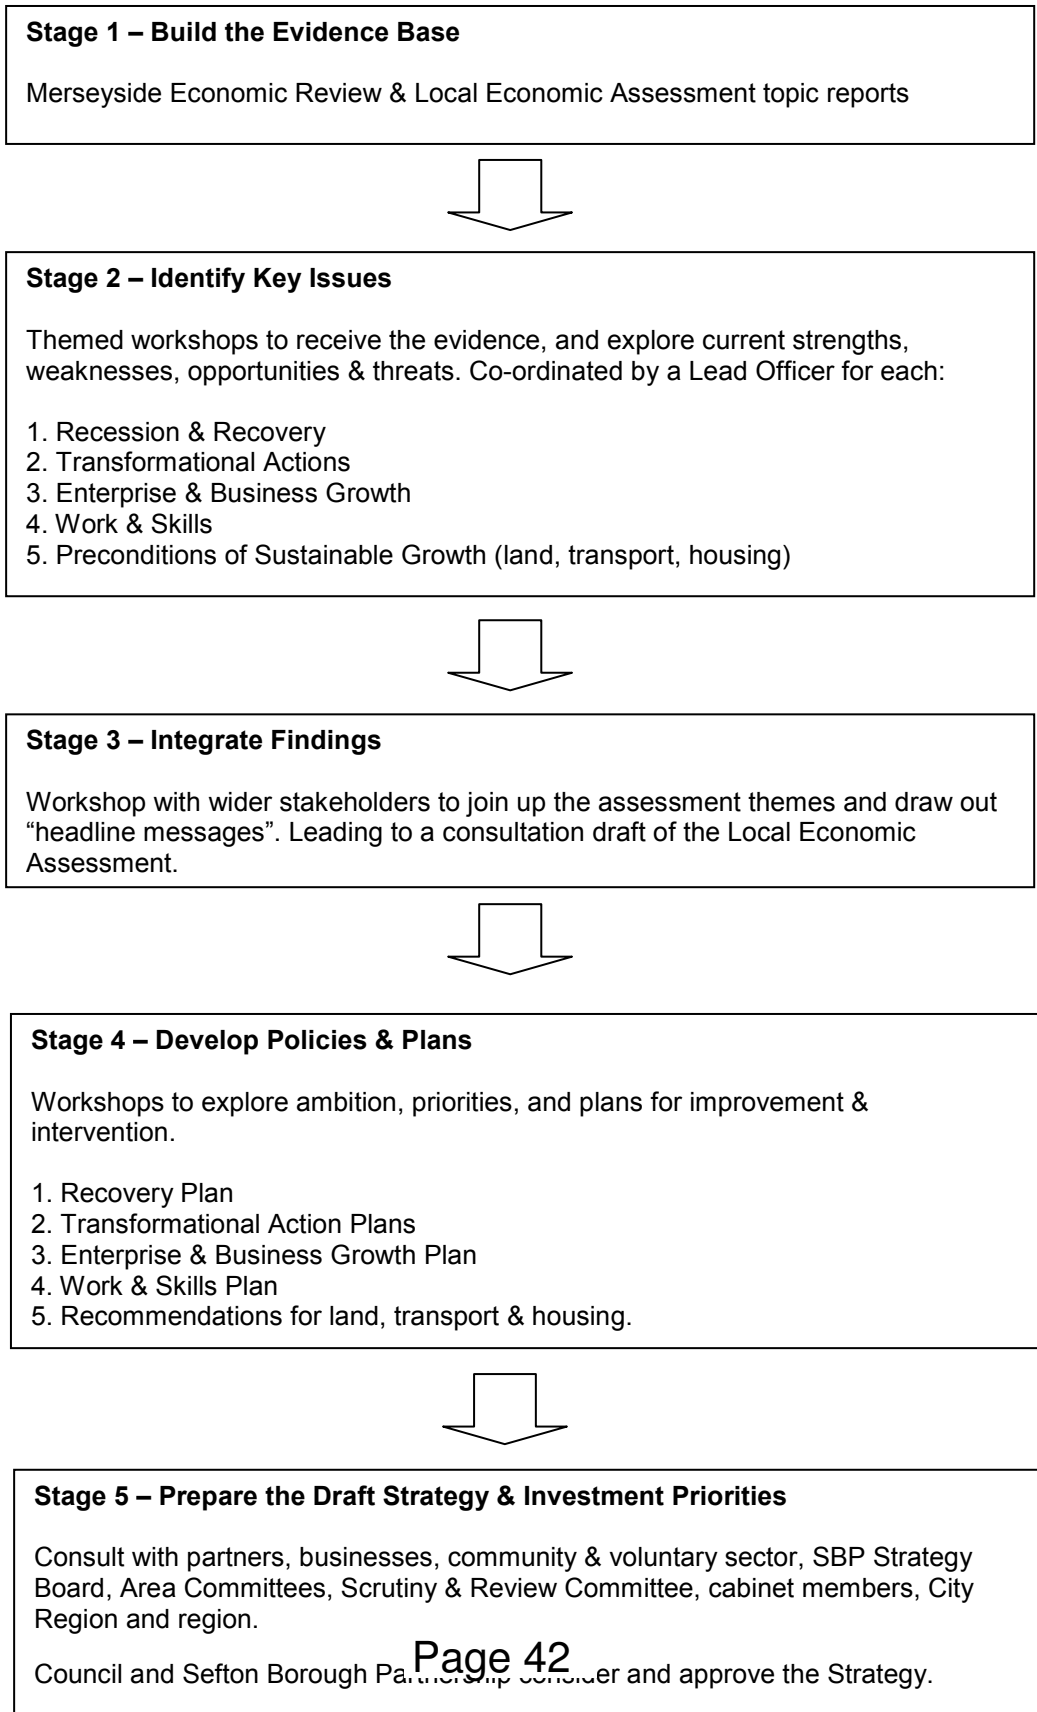 Stage 1 – Build the Evidence Base
Merseyside Economic Review & Local Economic Assessment topic reports
Stage 2 – Identify Key Issues
Themed workshops to receive the evidence, and explore current strengths,
weaknesses, opportunities & threats. Co-ordinated by a Lead Officer for each:
1. Recession & Recovery
2. Transformational Actions
3. Enterprise & Business Growth
4. Work & Skills
5. Preconditions of Sustainable Growth (land, transport, housing)
Stage 3 – Integrate Findings
Workshop with wider stakeholders to join up the assessment themes and draw out
“headline messages”. Leading to a consultation draft of the Local Economic
Assessment.
Stage 4 – Develop Policies & Plans
Workshops to explore ambition, priorities, and plans for improvement &
intervention.
1. Recovery Plan
2. Transformational Action Plans
3. Enterprise & Business Growth Plan
4. Work & Skills Plan
5. Recommendations for land, transport & housing.
Stage 5 – Prepare the Draft Strategy & Investment Priorities
Consult with partners, businesses, community & voluntary sector, SBP Strategy
Board, Area Committees, Scrutiny & Review Committee, cabinet members, City
Region and region.
Council and Sefton Borough Partnership consider and approve the Strategy.
Page 42